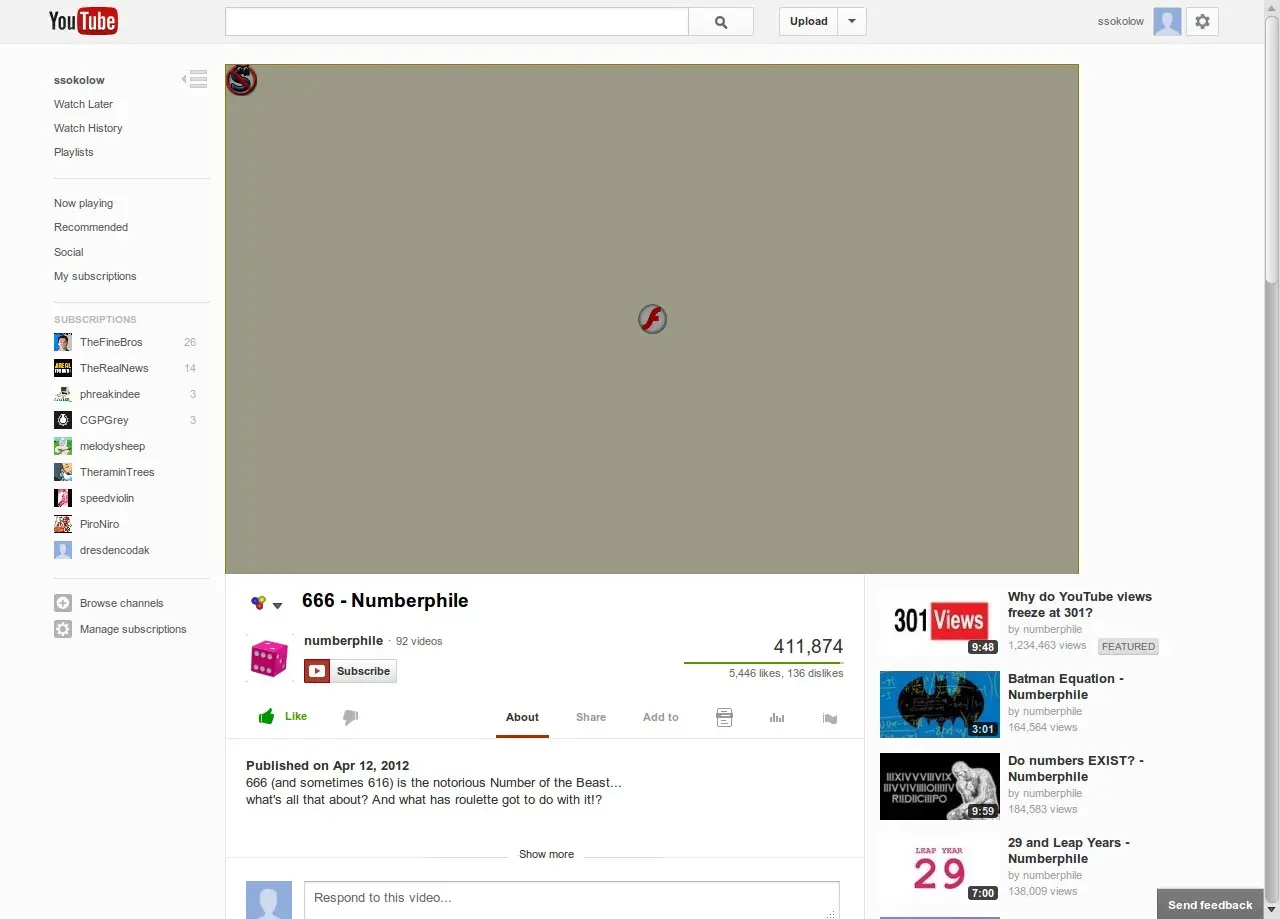 YouTube
Upload
ssokolow
ssokolow
Watch Later
Watch History
Playlists
Now playing
Recommended
Social
My subscriptions
SUBSCRIPTIONS
TheFineBros 26
TheRealNews 14
phreakindee 3
CGPGrey 3
melodysheep
TheraminTrees
speedviolin
PiroNiro
dresdencodak
Browse channels
Manage subscriptions
666 - Numberphile
numberphile · 92 videos
Subscribe
411,874
5,446 likes, 136 dislikes
Like
About
Share
Add to
Published on Apr 12, 2012
666 (and sometimes 616) is the notorious Number of the Beast...
what's all that about? And what has roulette got to do with it!?
Show more
Respond to this video...
301 Views
9:48
Why do YouTube views
freeze at 301?
by numberphile
1,234,463 views FEATURED
3:01
Batman Equation -
Numberphile
by numberphile
164,564 views
9:59
Do numbers EXIST? -
Numberphile
by numberphile
184,583 views
LEAP YEAR
29
7:00
29 and Leap Years -
Numberphile
by numberphile
138,009 views
Send feedback